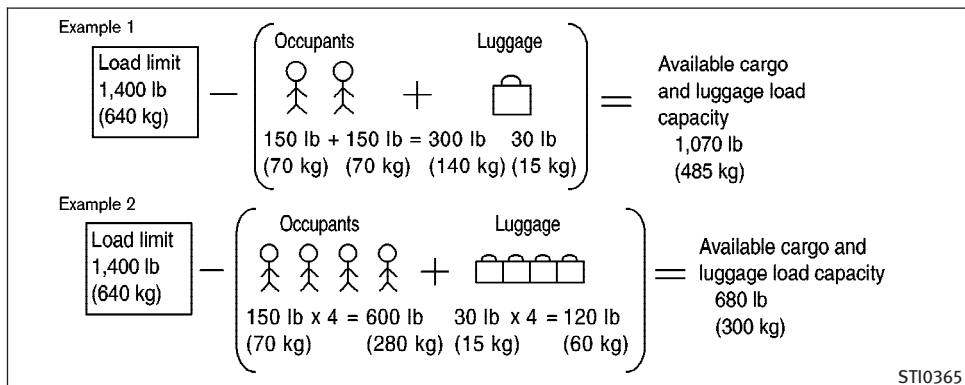 Example 1
Load limit
1,400 lb
(640 kg)
Occupants
Luggage
150 lb + 150 lb = 300 lb 30 lb
(70 kg) (70 kg) (140 kg) (15 kg)
Available cargo
and luggage load
capacity
1,070 lb
(485 kg)
Example 2
Load limit
1,400 lb
(640 kg)
Occupants
Luggage
150 lb x 4 = 600 lb 30 lb x 4 = 120 lb
(70 kg) (280 kg) (15 kg) (60 kg)
Available cargo and
luggage load capacity
680 lb
(300 kg)
STI0365